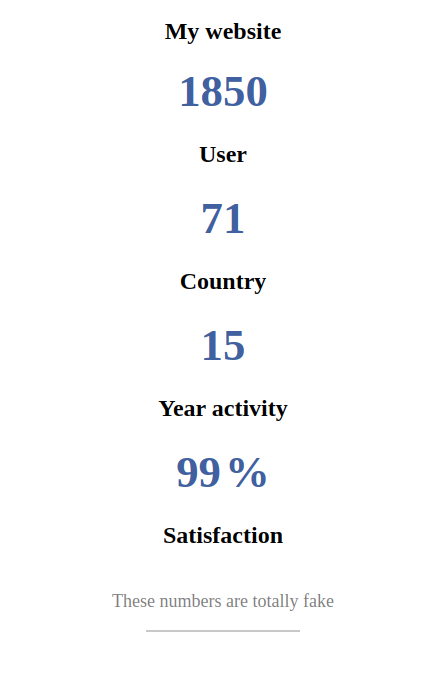 My website
1850
User
71
Country
15
Year activity
99 %
Satisfaction
These numbers are totally fake